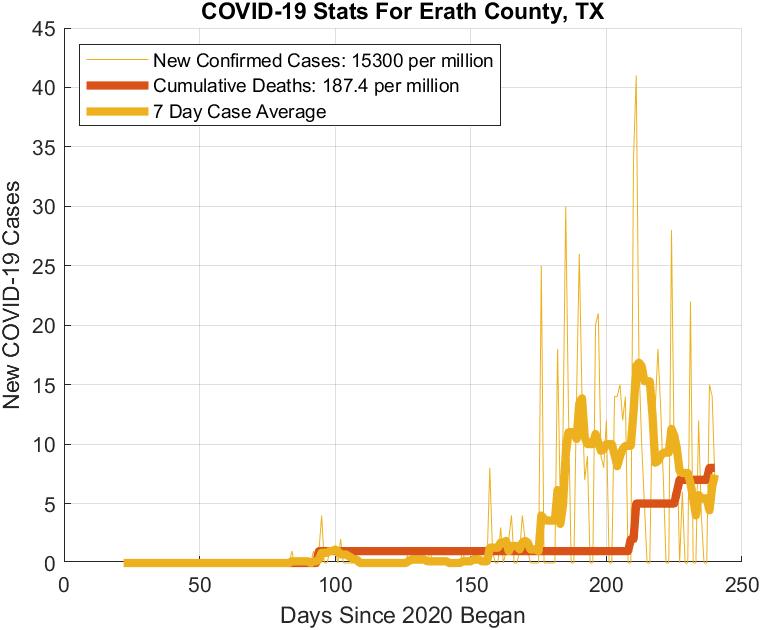 COVID-19 Stats For Erath County, TX
New Confirmed Cases: 15300 per million
Cumulative Deaths: 187.4 per million
7 Day Case Average
New COVID-19 Cases
45
40
35
30
25
20
15
10
5
0
0 50 100 150 200 250
Days Since 2020 Began